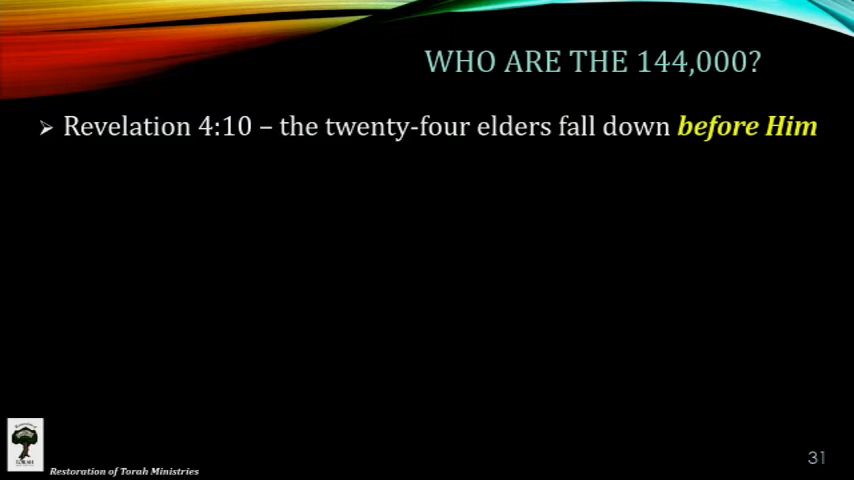 WHO ARE THE 144,000?
➢ Revelation 4:10 – the twenty-four elders fall down before Him
TORAH
Restoration of Torah Ministries
31